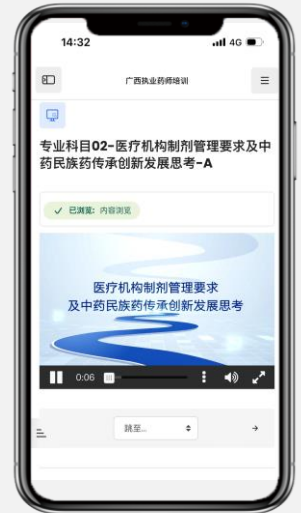 14:32
4G
广西执业药师培训
专业科目02-医疗机构制剂管理要求及中
药民族药传承创新发展思考-A
已浏览: 内容浏览
医疗机构制剂管理要求
及中药民族药传承创新发展思考
0:06
跳至...